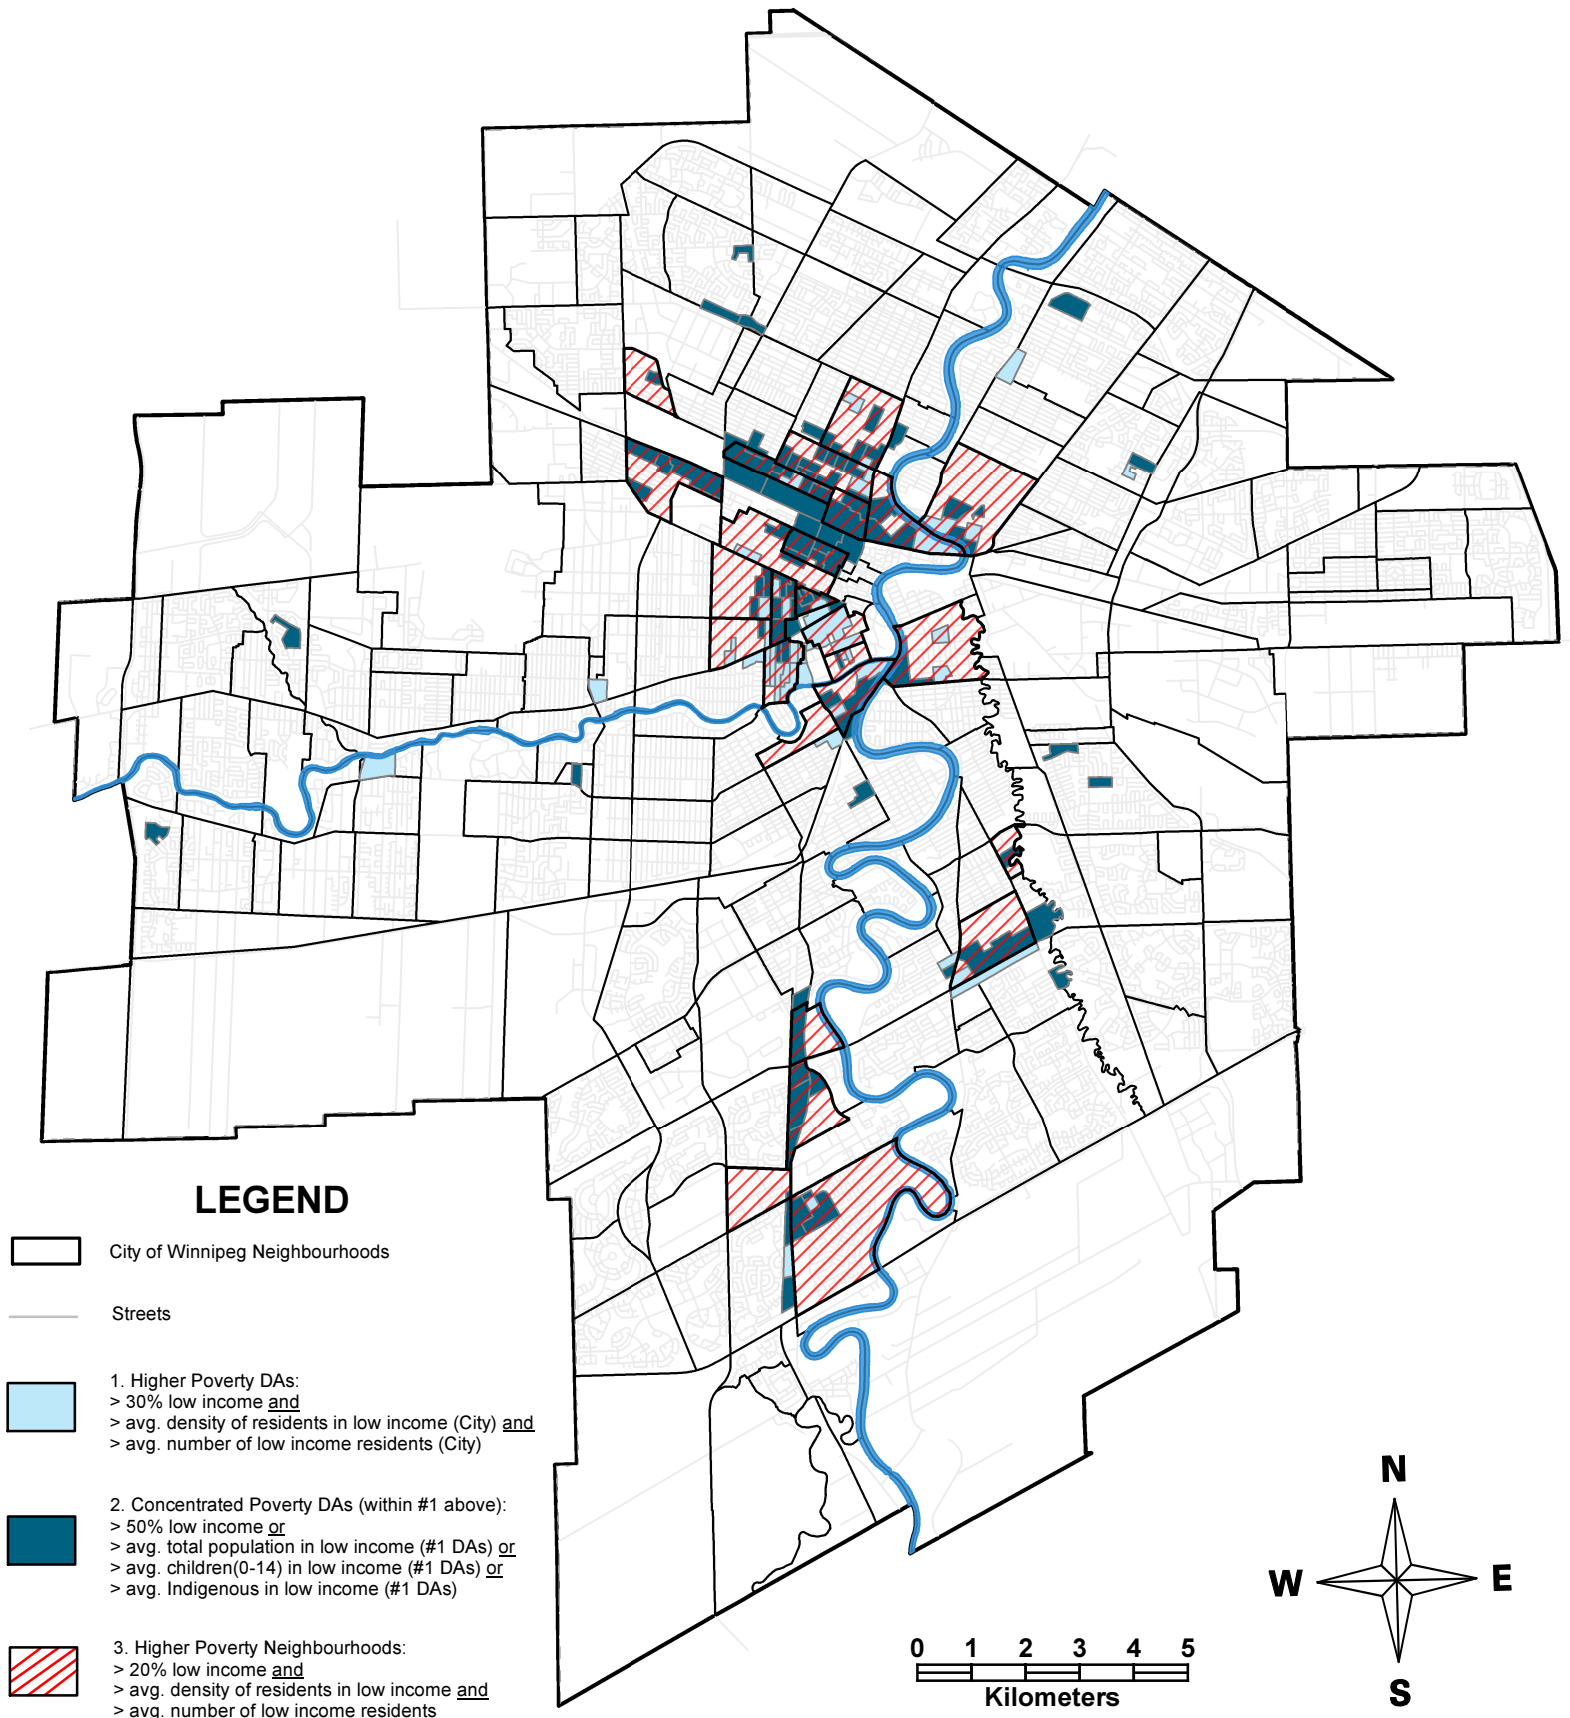 LEGEND
City of Winnipeg Neighbourhoods
Streets
1. Higher Poverty DAs:
> 30% low income and
> avg. density of residents in low income (City) and
> avg. number of low income residents (City)
2. Concentrated Poverty DAs (within #1 above):
> 50% low income or
> avg. total population in low income (#1 DAs) or
> avg. children(0-14) in low income (#1 DAs) or
> avg. Indigenous in low income (#1 DAs)
3. Higher Poverty Neighbourhoods:
> 20% low income and
> avg. density of residents in low income and
> avg. number of low income residents
0 1 2 3 4 5
Kilometers
N
W E
S